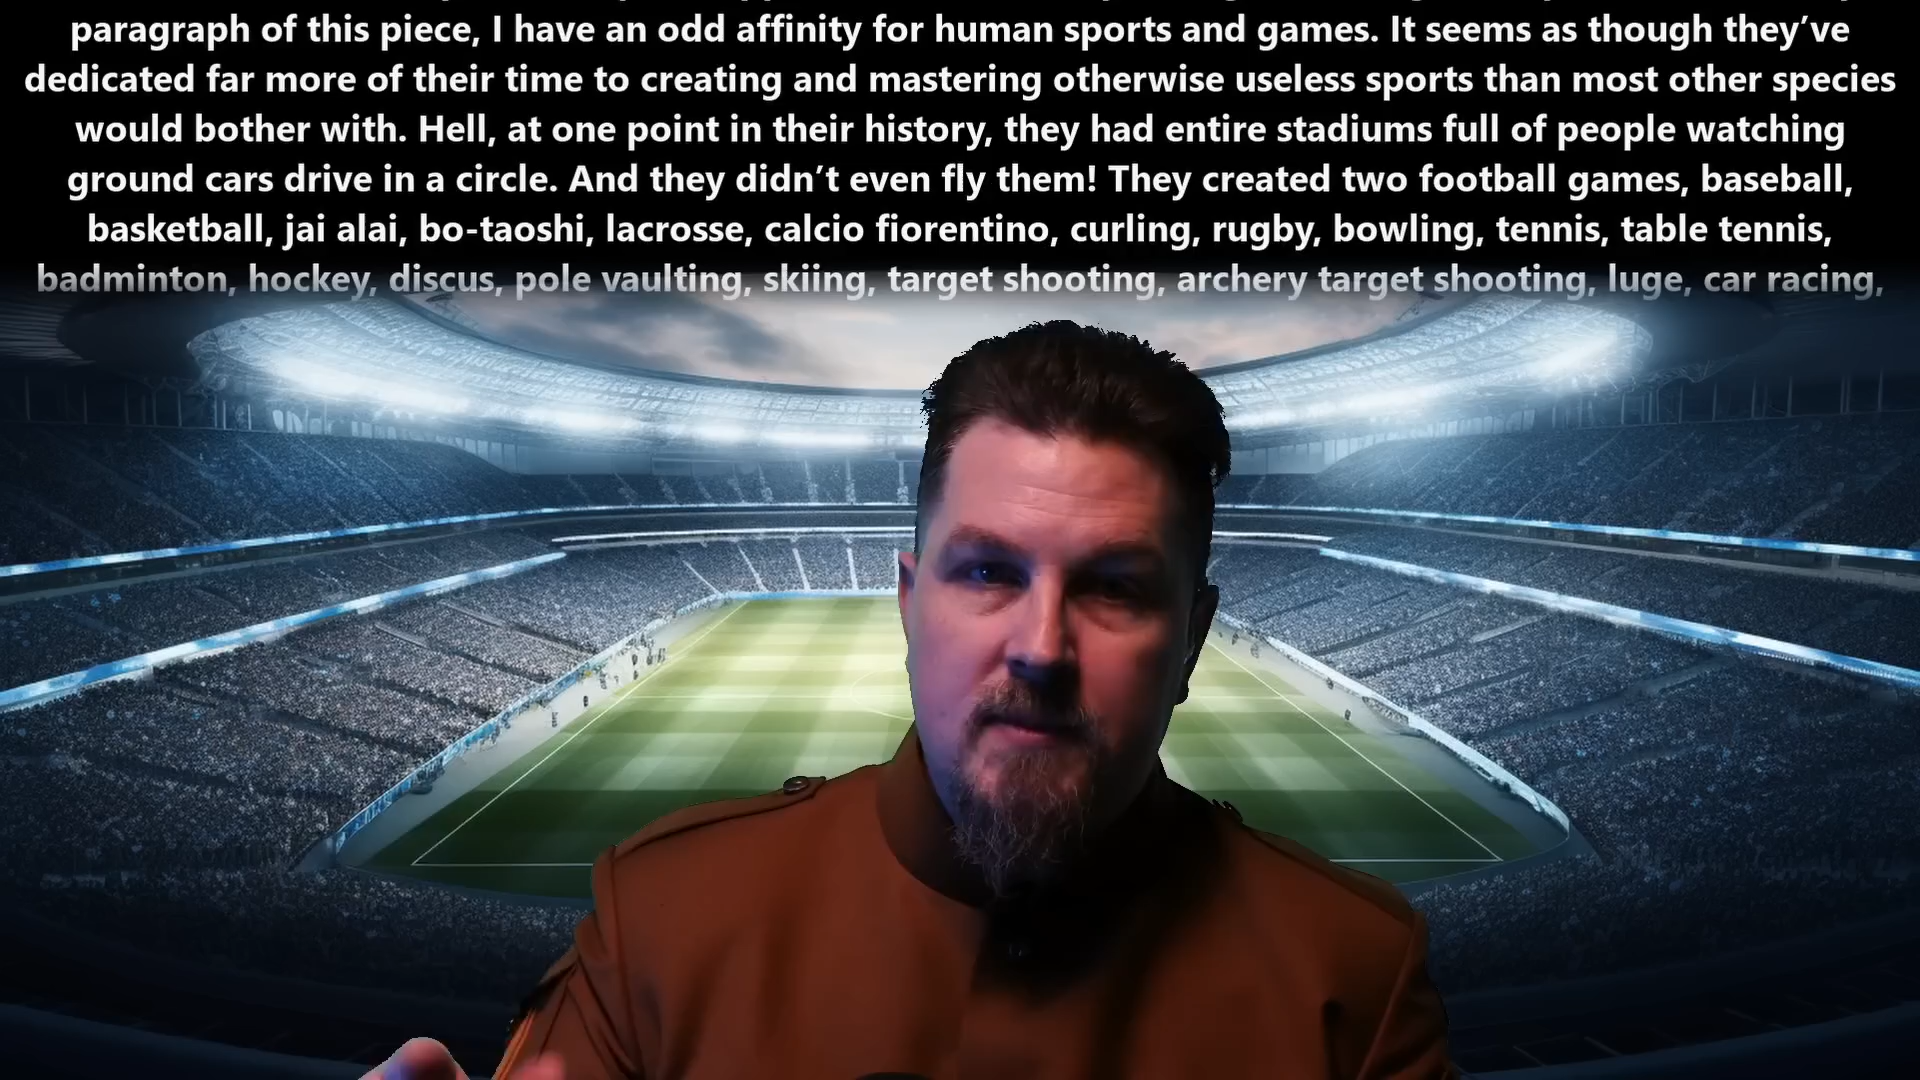 paragraph of this piece, I have an odd affinity for human sports and games. It seems as though they’ve
dedicated far more of their time to creating and mastering otherwise useless sports than most other species
would bother with. Hell, at one point in their history, they had entire stadiums full of people watching
ground cars drive in a circle. And they didn’t even fly them! They created two football games, baseball,
basketball, jai alai, bo-taoshi, lacrosse, calcio fiorentino, curling, rugby, bowling, tennis, table tennis,
badminton, hockey, discus, pole vaulting, skiing, target shooting, archery target shooting, luge, car racing,